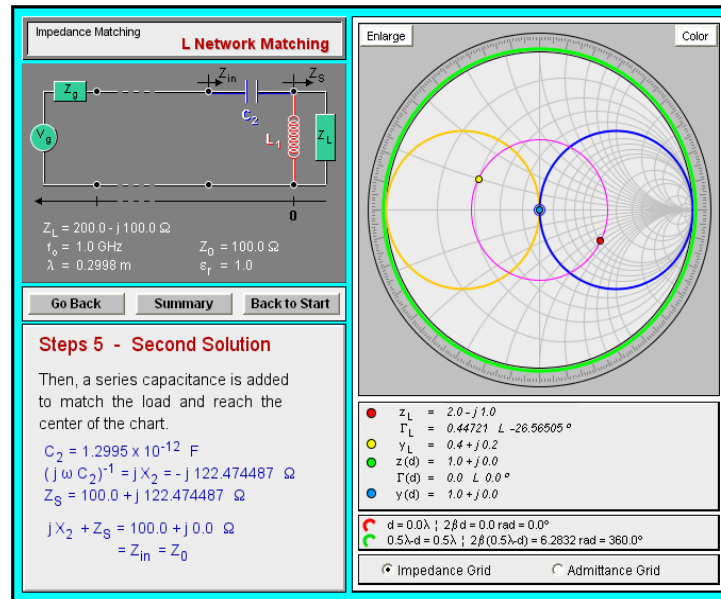 Impedance Matching
L Network Matching
Z_in
Z_S
Z_g
C_2
V_g
L_1
Z_L
0
Z_L = 200.0 - j 100.0 Ω
f_o = 1.0 GHz
Z_0 = 100.0 Ω
λ = 0.2998 m
ε_r = 1.0
Go Back
Summary
Back to Start
Steps 5 - Second Solution
Then, a series capacitance is added
to match the load and reach the
center of the chart.
C_2 = 1.2995 x 10^-12 F
(j ω C_2)^-1 = j X_2 = - j 122.474487 Ω
Z_S = 100.0 + j 122.474487 Ω
j X_2 + Z_S = 100.0 + j 0.0 Ω
= Z_in = Z_0
Enlarge
Color
z_L = 2.0 - j 1.0
Γ_L = 0.44721 L -26.56505 º
y_L = 0.4 + j 0.2
z(d) = 1.0 + j 0.0
Γ(d) = 0.0 L 0.0 º
y(d) = 1.0 + j 0.0
d = 0.0λ ¦ 2β d = 0.0 rad = 0.0º
0.5λ-d = 0.5λ ¦ 2β(0.5λ-d) = 6.2832 rad = 360.0º
Impedance Grid
Admittance Grid